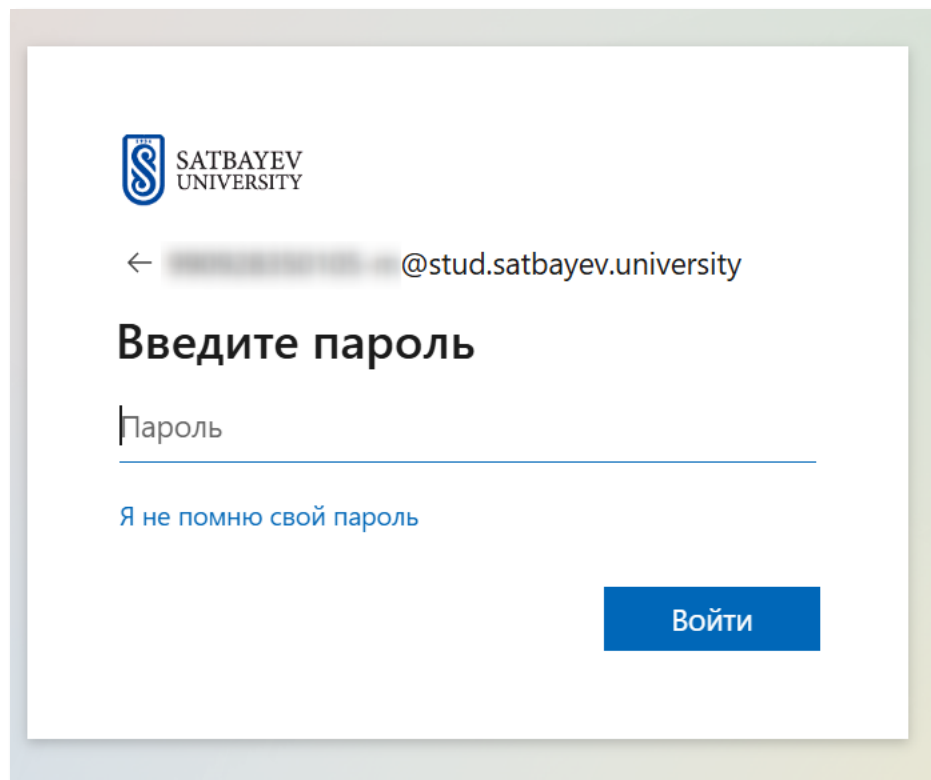 SATBAYEV
UNIVERSITY
@stud.satbayev.university
Введите пароль
Пароль
Я не помню свой пароль
Войти